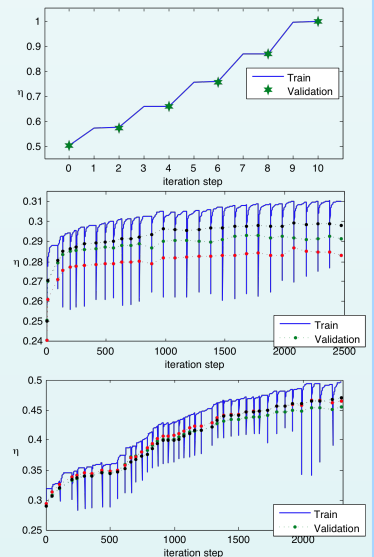 1
0.9
0.8
η
0.7
0.6
0.5
Train
Validation
0 1 2 3 4 5 6 7 8 9 10
iteration step
0.31
0.3
0.29
η
0.28
0.27
0.26
0.25
0.24
Train
Validation
0 500 1000 1500 2000 2500
iteration step
0.5
0.45
0.4
η
0.35
0.3
0.25
Train
Validation
0 500 1000 1500 2000
iteration step